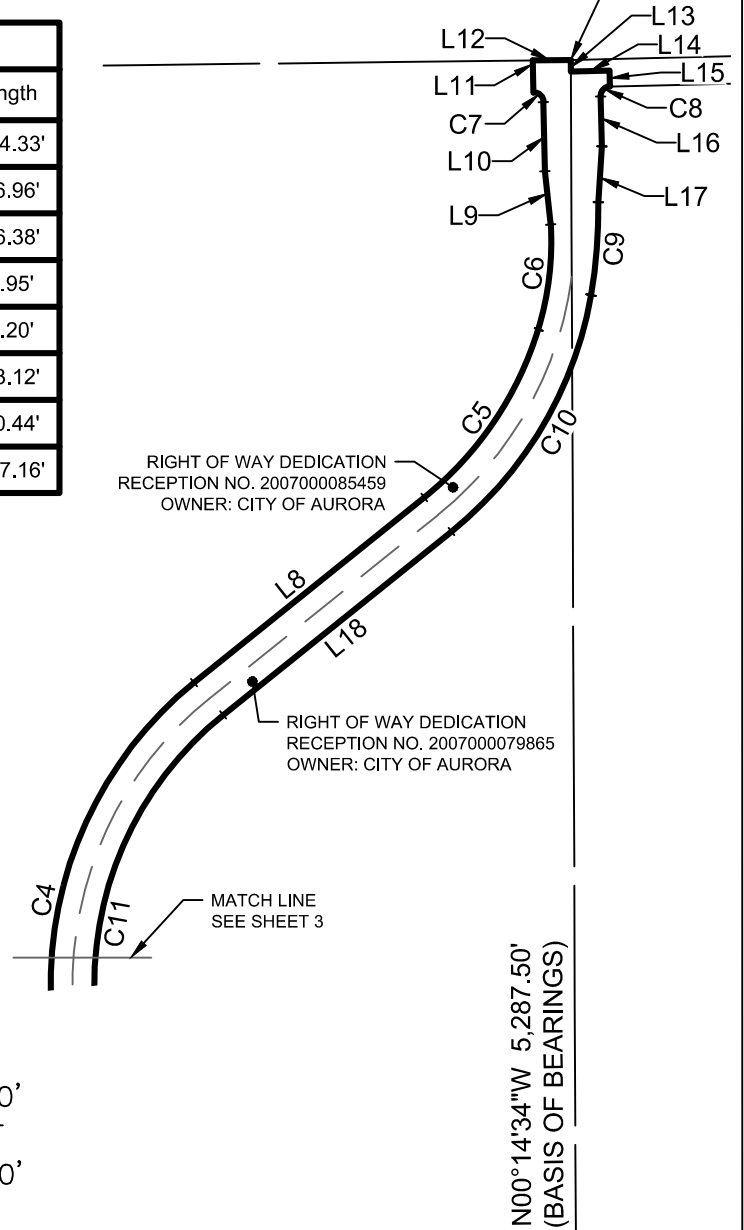 ngth
4.33'
6.96'
6.38'
.95'
.20'
3.12'
0.44'
7.16'
L12
L13
L14
L11
L15
C7
C8
L10
L16
L9
L17
C6
C9
C5
C10
RIGHT OF WAY DEDICATION
RECEPTION NO. 2007000085459
OWNER: CITY OF AURORA
L8
L18
RIGHT OF WAY DEDICATION
RECEPTION NO. 2007000079865
OWNER: CITY OF AURORA
C4
C11
MATCH LINE
SEE SHEET 3
0'
0'
N00°14'34"W 5,287.50'
(BASIS OF BEARINGS)